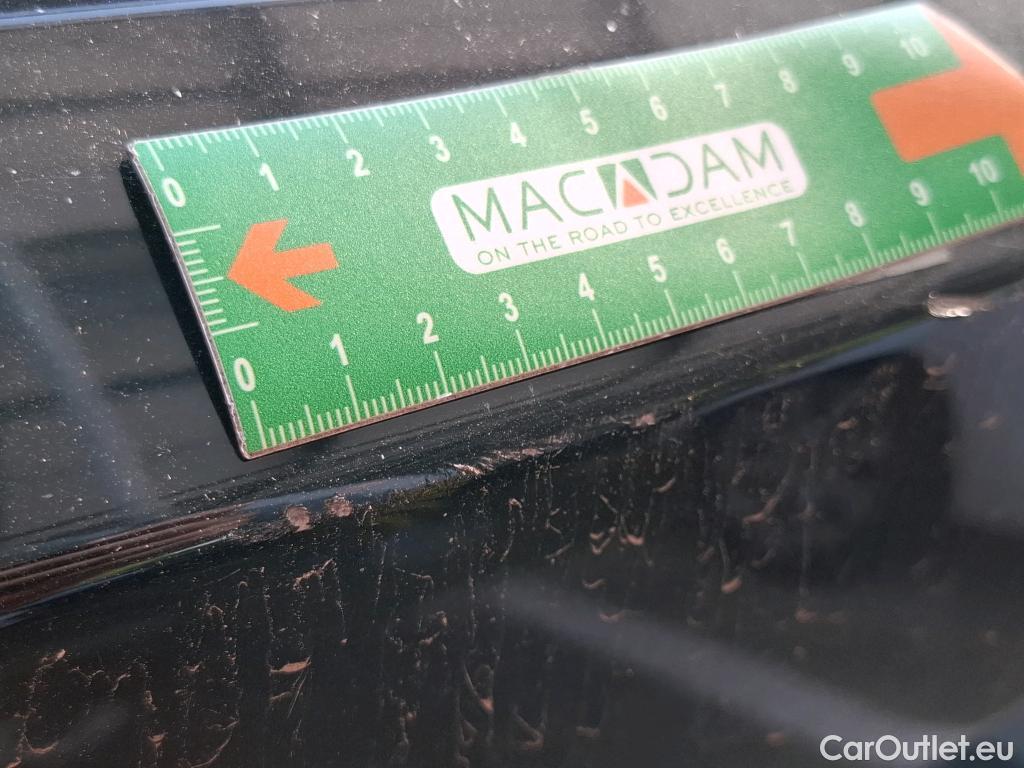 0 1 2 3 4 5 6 7 8 9 10
MACADAM
ON THE ROAD TO EXCELLENCE
0 1 2 3 4 5 6 7 8 9 10
CarOutlet.eu